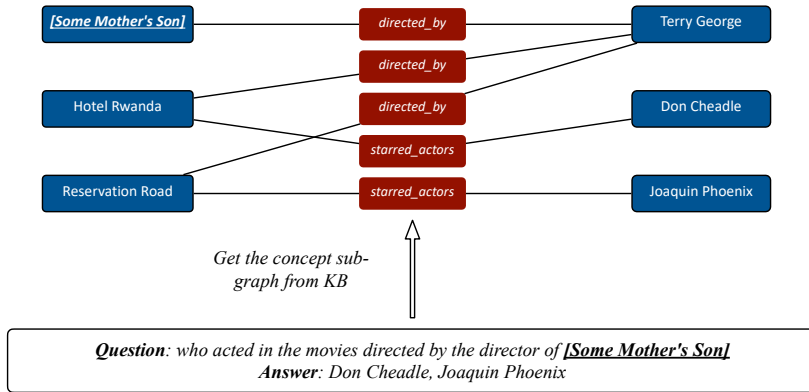 [Some Mother's Son]
directed_by
Terry George
directed_by
Hotel Rwanda
directed_by
Don Cheadle
starred_actors
Reservation Road
starred_actors
Joaquin Phoenix
Get the concept sub-
graph from KB
Question: who acted in the movies directed by the director of [Some Mother's Son]
Answer: Don Cheadle, Joaquin Phoenix